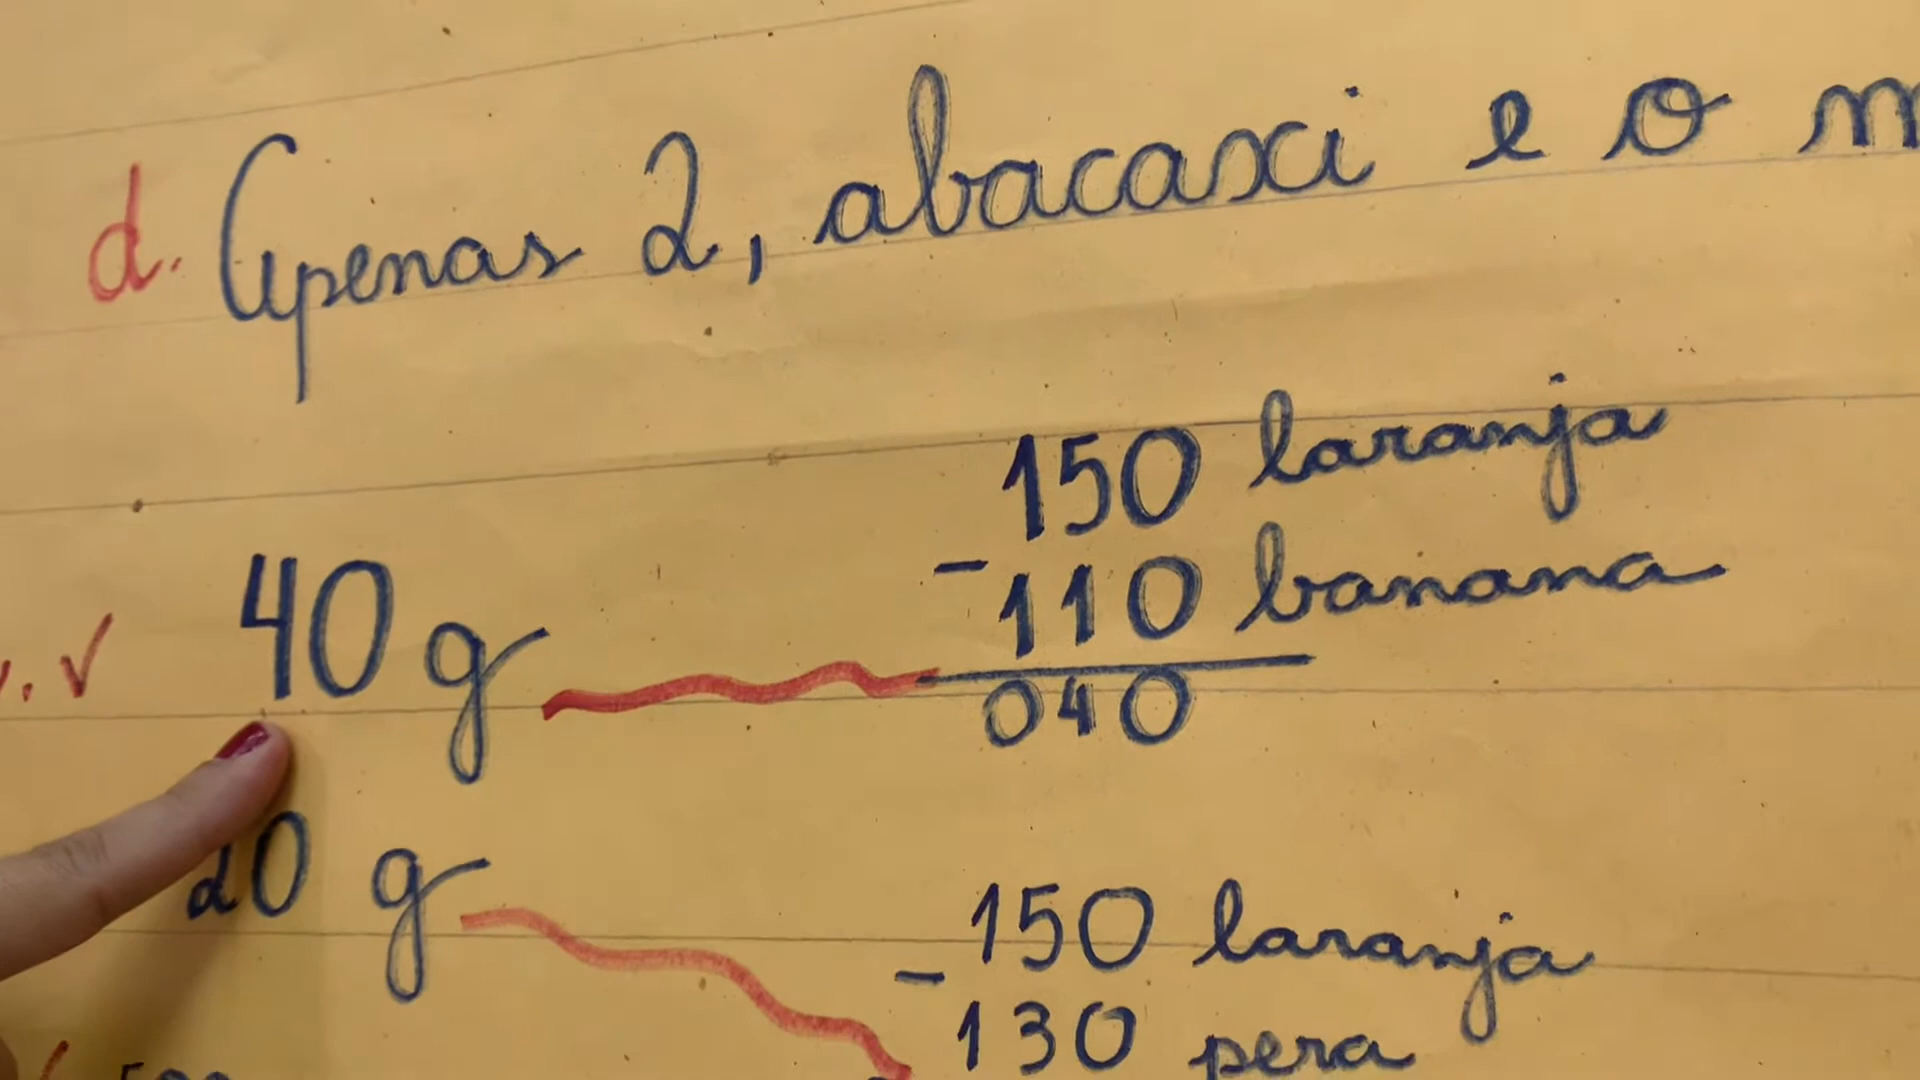 d. Apenas 2, abacaxi e o m
150 laranja
- 110 banana
40 g
040
20 g
150 laranja
- 130 pera